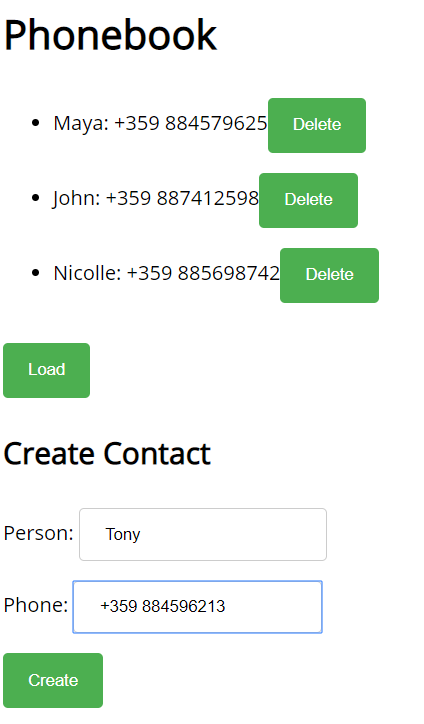 Phonebook
Maya: +359 884579625 Delete
John: +359 887412598 Delete
Nicolle: +359 885698742 Delete
Load
Create Contact
Person: Tony
Phone: +359 884596213
Create